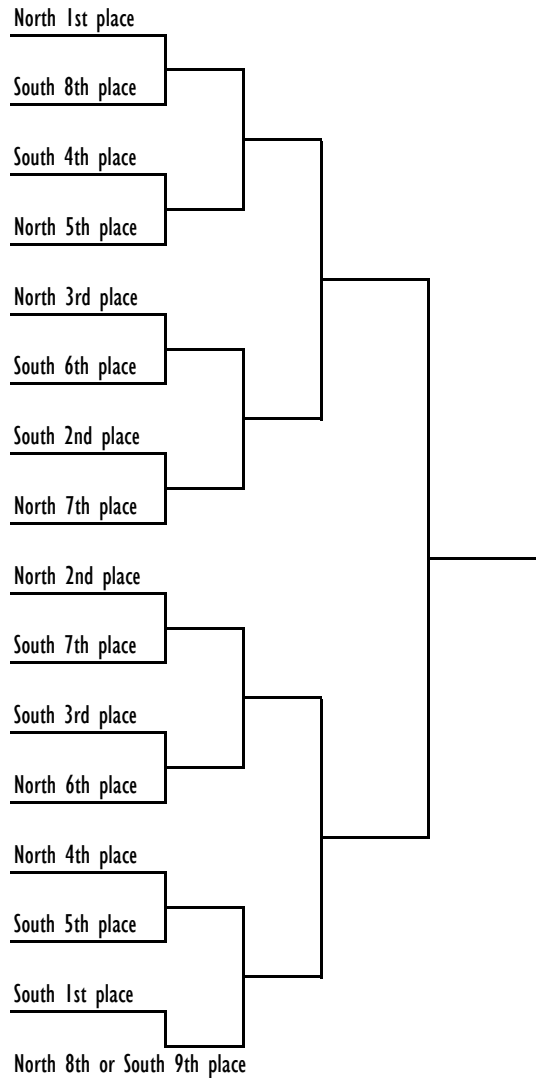 North 1st place
South 8th place
South 4th place
North 5th place
North 3rd place
South 6th place
South 2nd place
North 7th place
North 2nd place
South 7th place
South 3rd place
North 6th place
North 4th place
South 5th place
South 1st place
North 8th or South 9th place